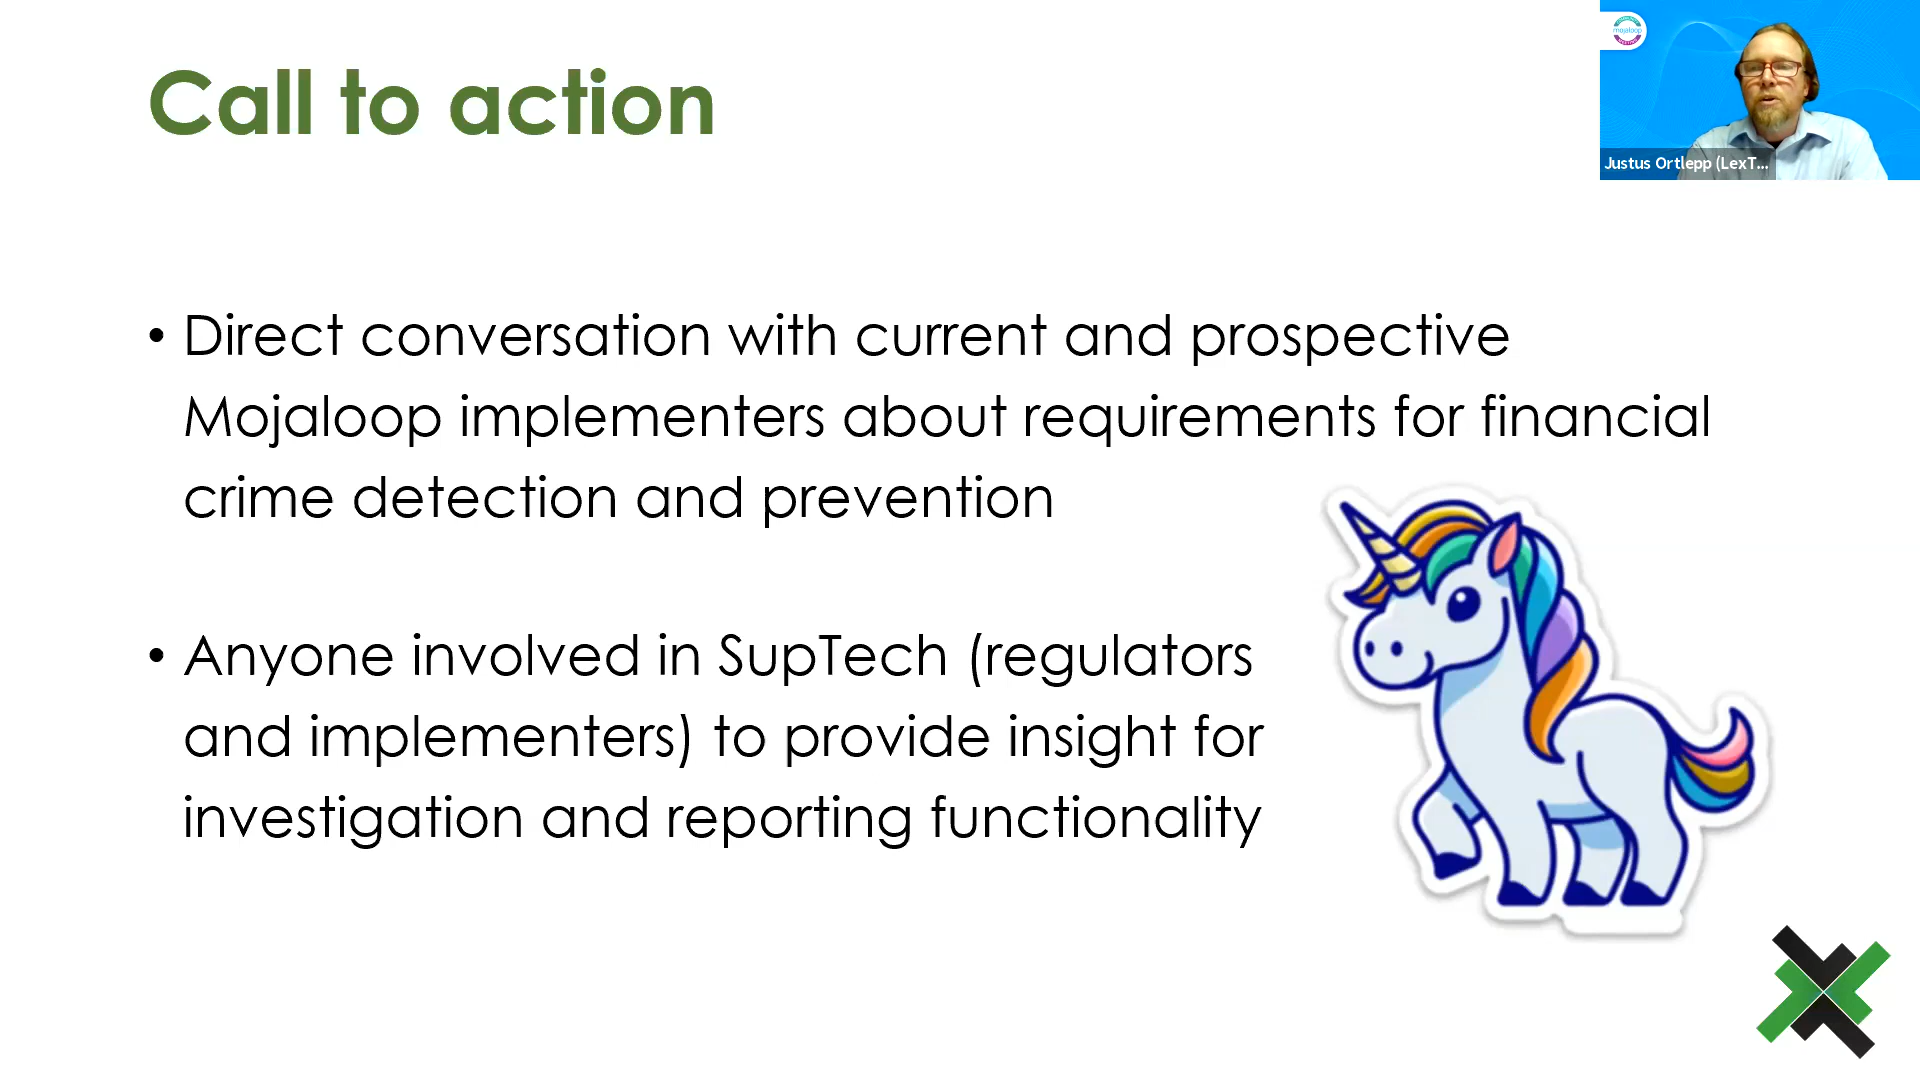 Call to action
mojaloop
Justus Ortlepp (LexT...
• Direct conversation with current and prospective
Mojaloop implementers about requirements for financial
crime detection and prevention
• Anyone involved in SupTech (regulators
and implementers) to provide insight for
investigation and reporting functionality